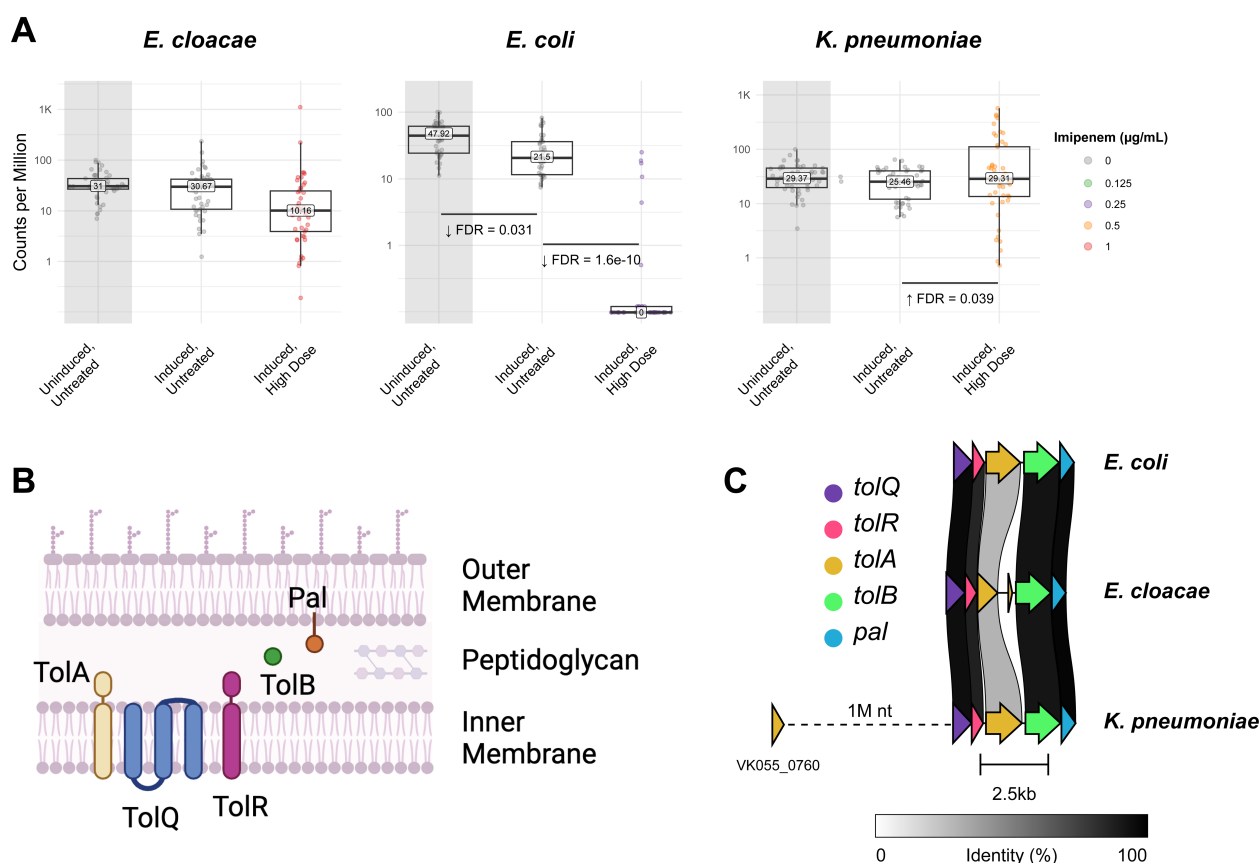 A
E. cloacae
E. coli
K. pneumoniae
Counts per Million
1K
100
10
1
31
30.67
10.16
Uninduced,
Untreated
Induced,
Untreated
Induced,
High Dose
100
10
1
47.92
21.5
0
↓ FDR = 0.031
↓ FDR = 1.6e-10
Uninduced,
Untreated
Induced,
Untreated
Induced,
High Dose
1K
100
10
1
29.37
25.46
29.31
↑ FDR = 0.039
Uninduced,
Untreated
Induced,
Untreated
Induced,
High Dose
Imipenem (µg/mL)
0
0.125
0.25
0.5
1
B
Outer
Membrane
Pal
Peptidoglycan
TolA
TolB
Inner
Membrane
TolQ
TolR
C
tolQ
tolR
tolA
tolB
pal
E. coli
E. cloacae
K. pneumoniae
1M nt
VK055_0760
2.5kb
0
Identity (%)
100